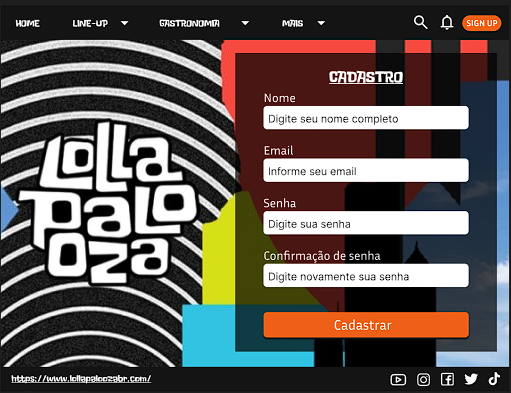 HOME LINE-UP GASTRONOMIA MAIS SIGN UP
CADASTRO
Nome
Digite seu nome completo
Email
Informe seu email
Senha
Digite sua senha
Confirmação de senha
Digite novamente sua senha
Cadastrar
LOLLA
PALO
OZA
https://www.lollapaloozabr.com/